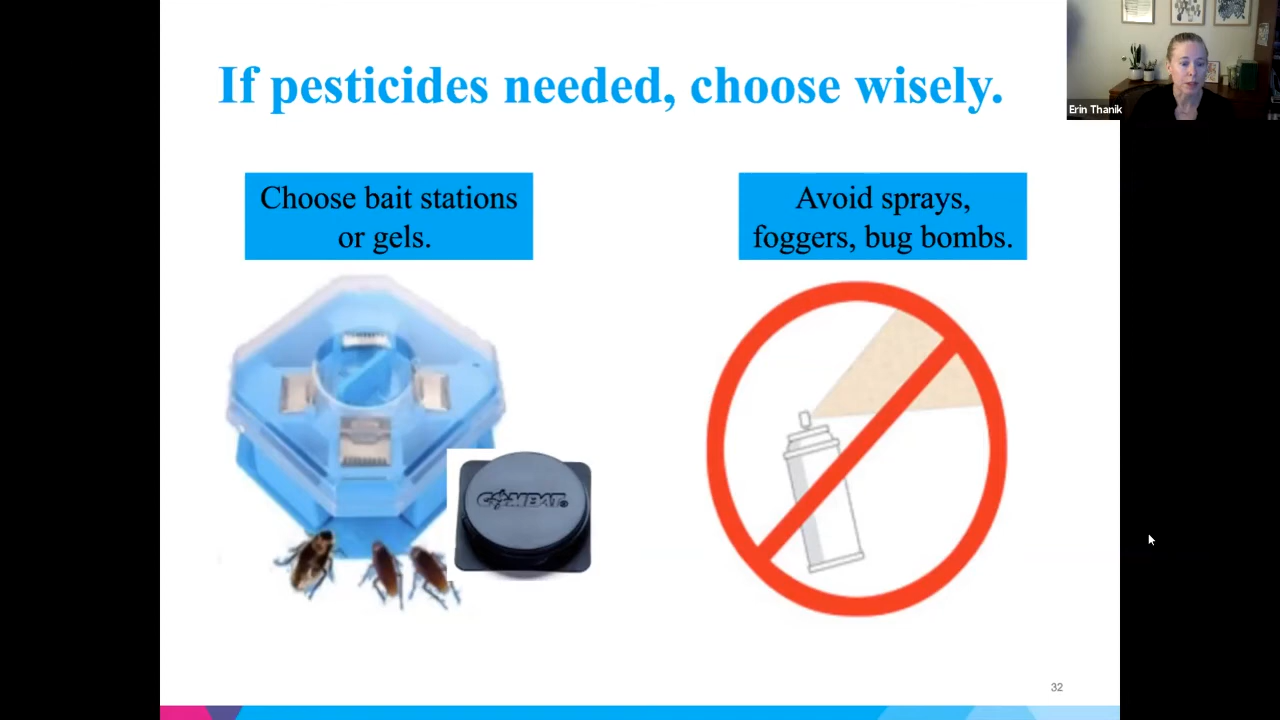 If pesticides needed, choose wisely.
Erin Thanik
Choose bait stations
or gels.
Avoid sprays,
foggers, bug bombs.
COMBAT
32